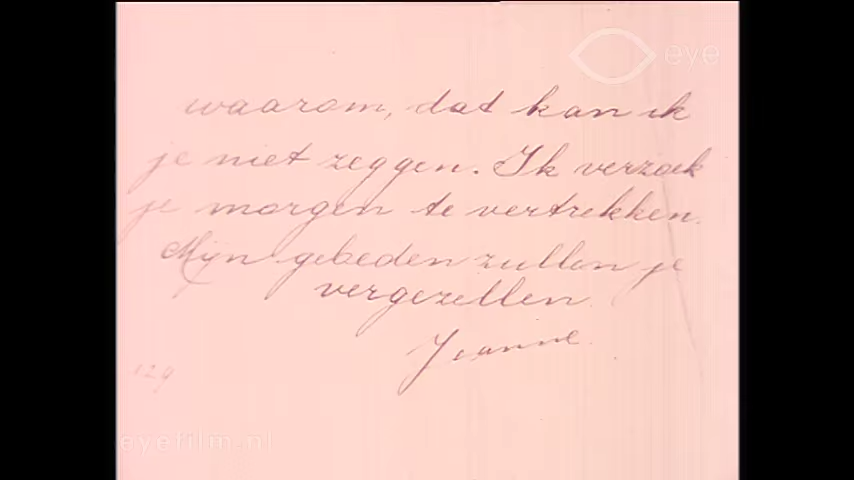 eye
waarom, dat kan ik
je niet zeggen. Ik verzoek
je morgen te vertrekken.
Mijn gebeden zullen je
vergezellen.
Jeanne.
129
eyefilm.nl